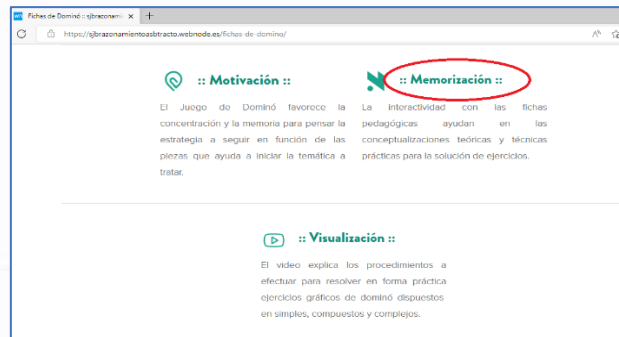 Fichas de Dominó :: sjbrazonami
https://sjbrazonamientoasbtracto.webnode.es/fichas-de-domino/
:: Motivación ::
El Juego de Dominó favorece la
concentración y la memoria para pensar la
estrategia a seguir en función de las
piezas que ayuda a iniciar la temática a
tratar.
:: Memorización ::
La interactividad con las fichas
pedagógicas ayudan en las
conceptualizaciones teóricas y técnicas
prácticas para la solución de ejercicios.
:: Visualización ::
El video explica los procedimientos a
efectuar para resolver en forma práctica
ejercicios gráficos de dominó dispuestos
en simples, compuestos y complejos.